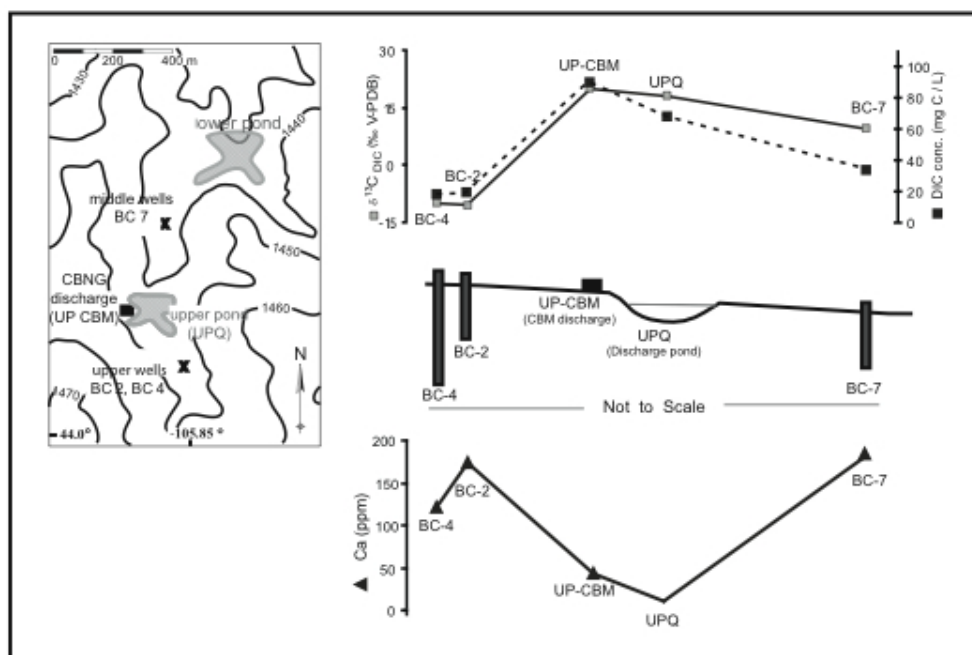 0 200 400 m
1430
lower pond
1440
middle wells
BC 7
1450
CBNG
discharge
(UP CBM)
upper pond
(UPQ)
1460
N
upper wells
BC 2, BC 4
1470
44.0°
-105.85 °
30
15
0
-15
δ ¹³C DIC (‰ V-PDB)
UP-CBM
UPQ
BC-7
BC-2
BC-4
100
80
60
40
20
0
DIC conc. (mg C / L)
UP-CBM
(CBM discharge)
UPQ
(Discharge pond)
BC-2
BC-4
BC-7
Not to Scale
200
150
100
50
0
Ca (ppm)
BC-4
BC-2
UP-CBM
UPQ
BC-7